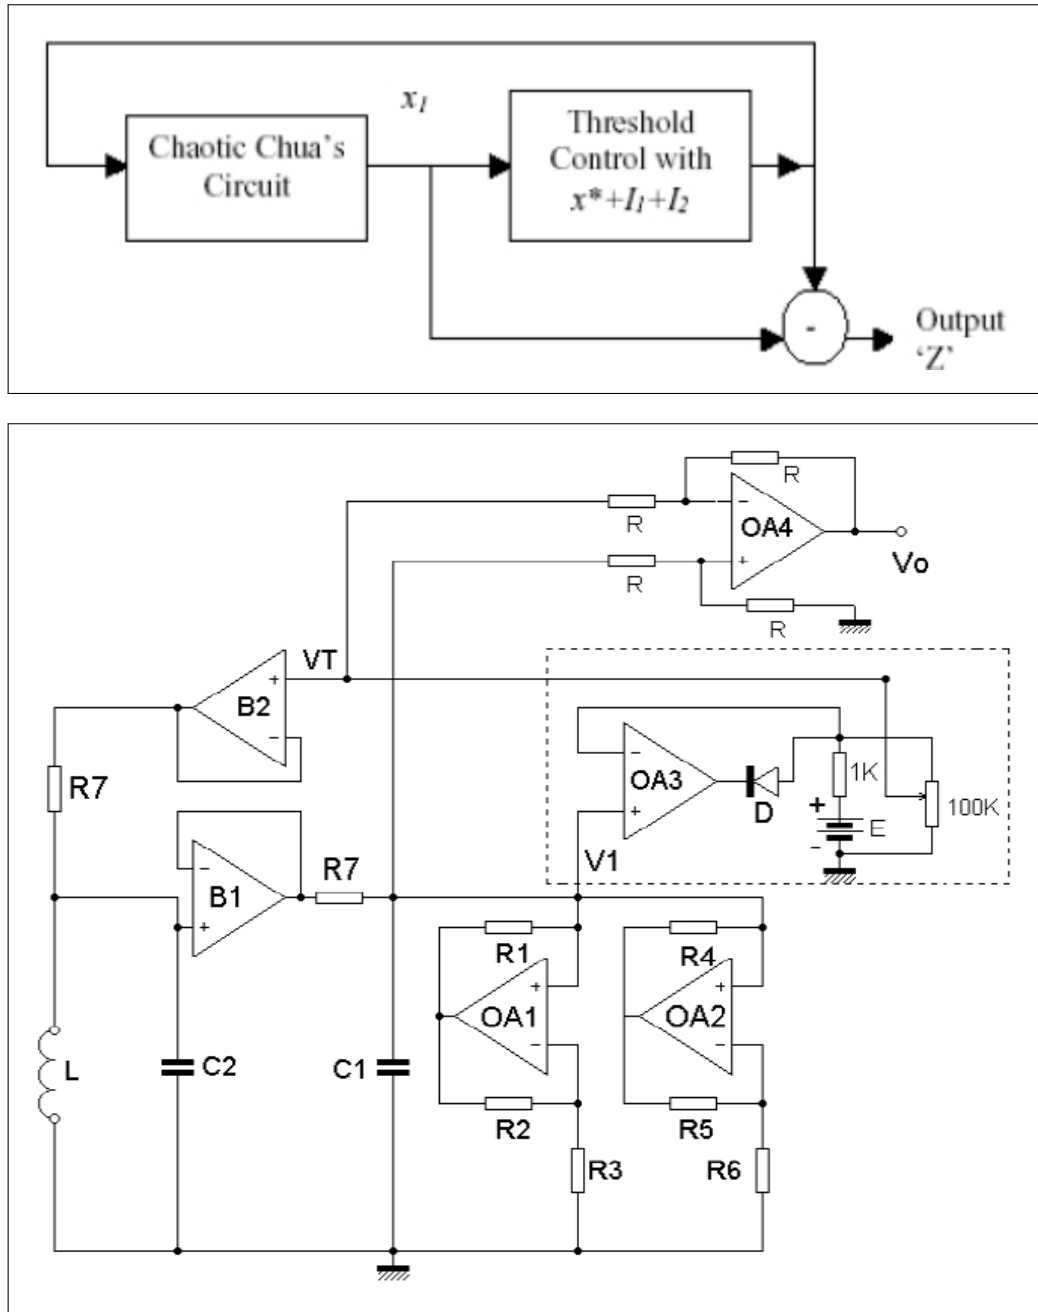 x1
Chaotic Chua's
Circuit
Threshold
Control with
x*+I1+I2
-
Output
'Z'
R
R
−
OA4
+
Vo
R
R
VT
+
B2
−
R7
−
OA3
+
D
1K
+
E
−
100K
V1
−
B1
+
R7
R1
R4
+
OA1
−
+
OA2
−
L
C2
C1
R2
R5
R3
R6